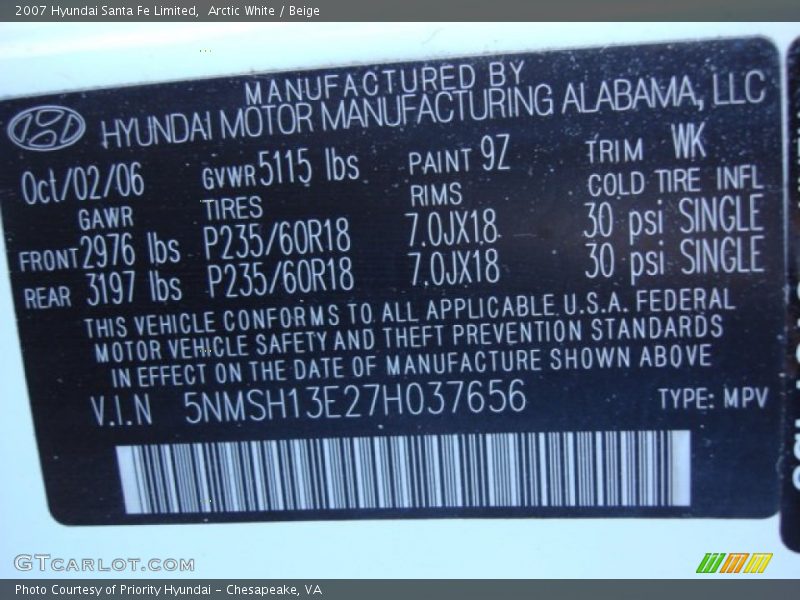 2007 Hyundai Santa Fe Limited,  Arctic White / Beige
MANUFACTURED BY
HYUNDAI MOTOR MANUFACTURING ALABAMA, LLC
Oct/02/06 GVWR 5115 lbs PAINT 9Z TRIM WK
GAWR TIRES RIMS COLD TIRE INFL
FRONT 2976 lbs P235/60R18 7.0JX18 30 psi SINGLE
REAR 3197 lbs P235/60R18 7.0JX18 30 psi SINGLE
THIS VEHICLE CONFORMS TO ALL APPLICABLE U.S.A. FEDERAL
MOTOR VEHICLE SAFETY AND THEFT PREVENTION STANDARDS
IN EFFECT ON THE DATE OF MANUFACTURE SHOWN ABOVE
V.I.N 5NMSH13E27H037656 TYPE: MPV
GTCARLOT.COM
Photo Courtesy of Priority Hyundai - Chesapeake, VA